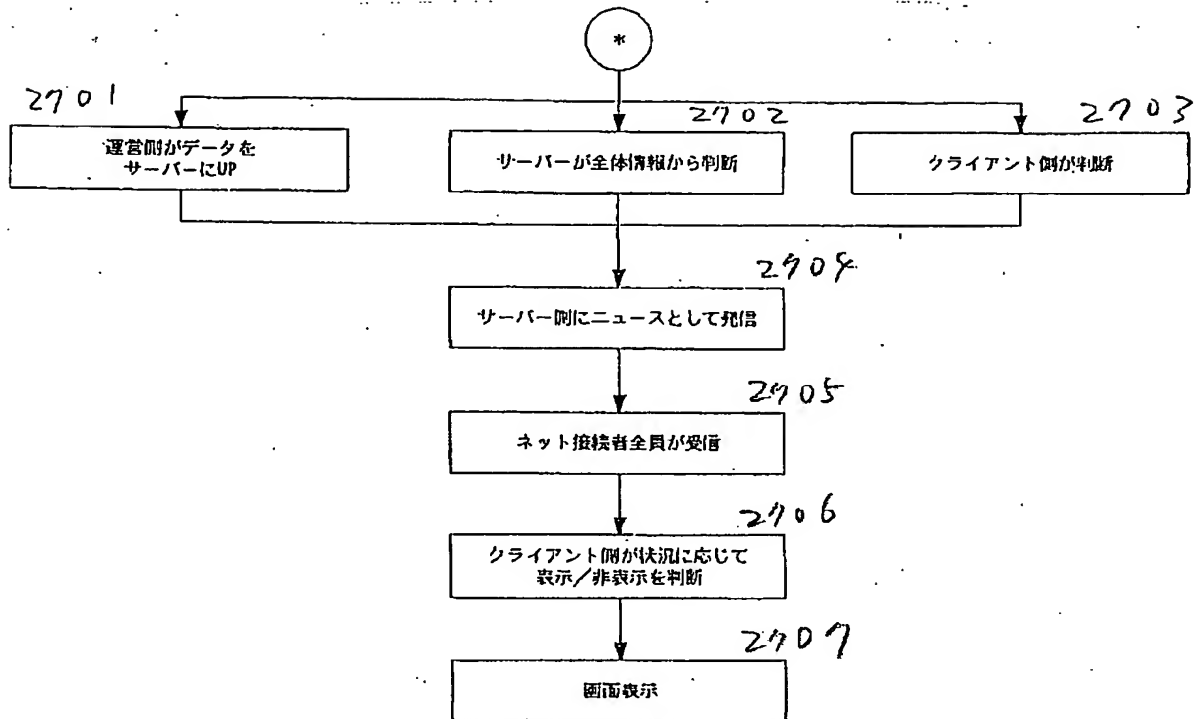 *
2701
運営側がデータを
サーバーにUP
2702
サーバーが全体情報から判断
2703
クライアント側が判断
2704
サーバー側にニュースとして発信
2705
ネット接続者全員が受信
2706
クライアント側が状況に応じて
表示/非表示を判断
2707
画面表示